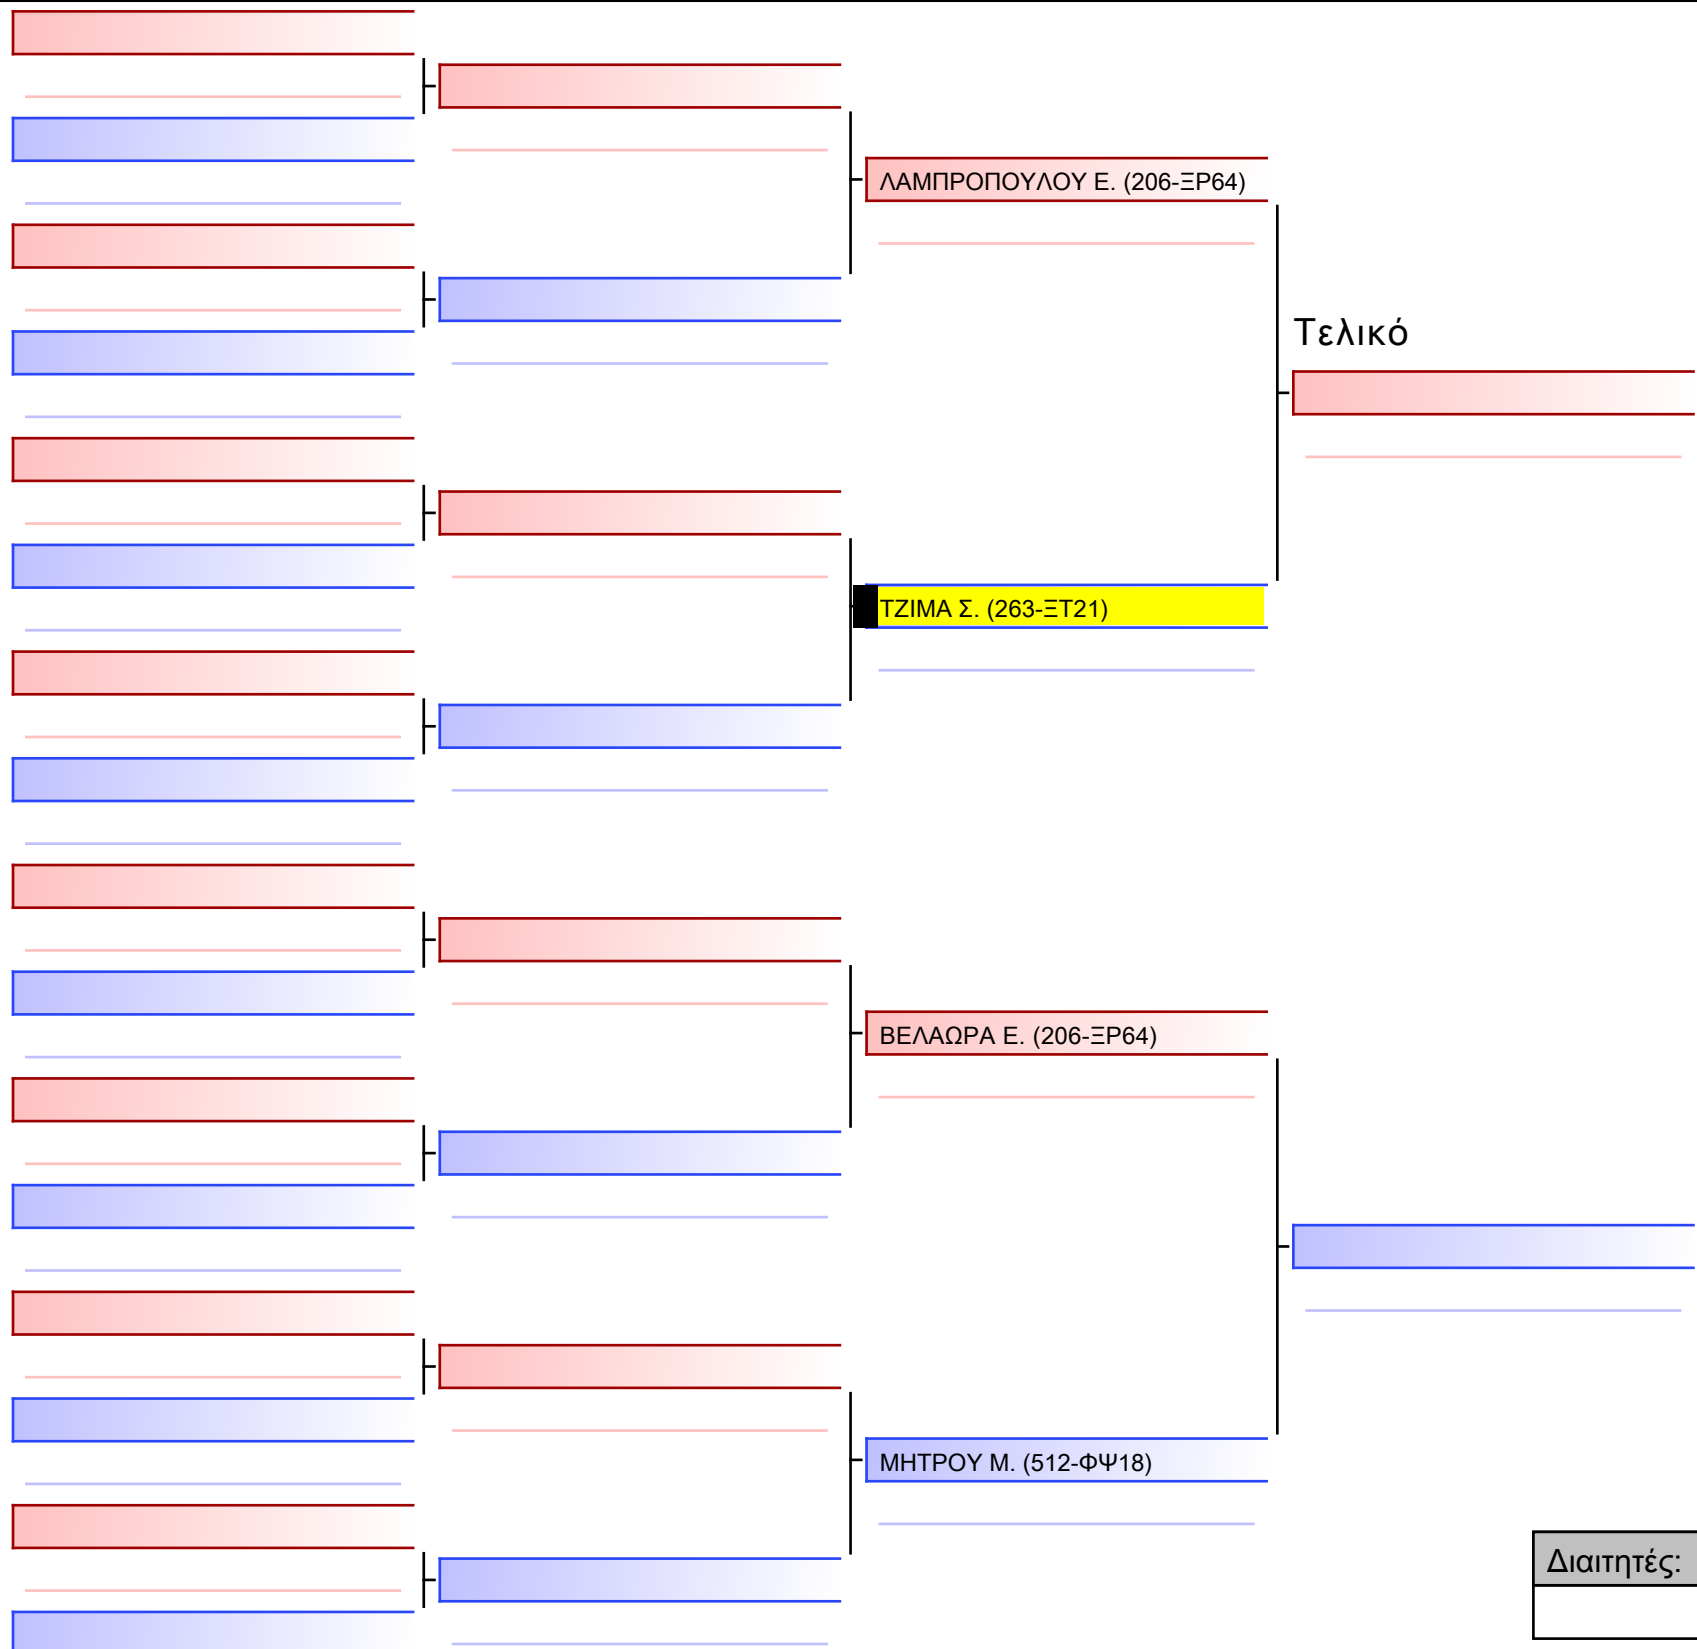 ΛΑΜΠΡΟΠΟΥΛΟΥ Ε. (206-ΞΡ64)
Τελικό
ΤΖΙΜΑ Σ. (263-ΞΤ21)
ΒΕΛΑΩΡΑ Ε. (206-ΞΡ64)
ΜΗΤΡΟΥ Μ. (512-ΦΨ18)
Διαιτητές: